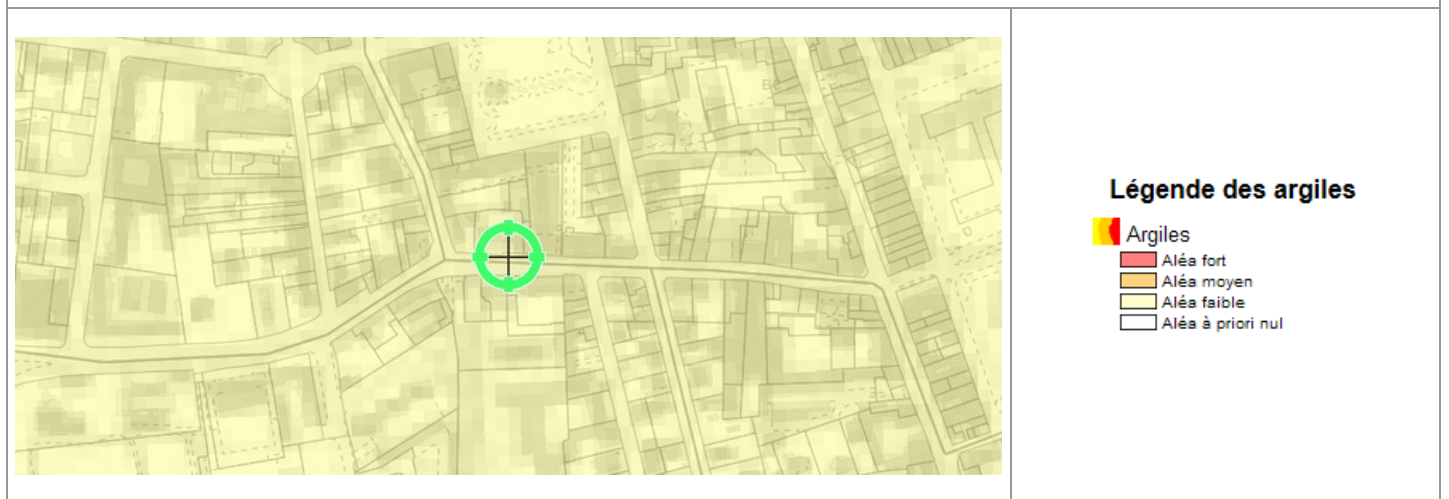 Légende des argiles
Argiles
Aléa fort
Aléa moyen
Aléa faible
Aléa à priori nul